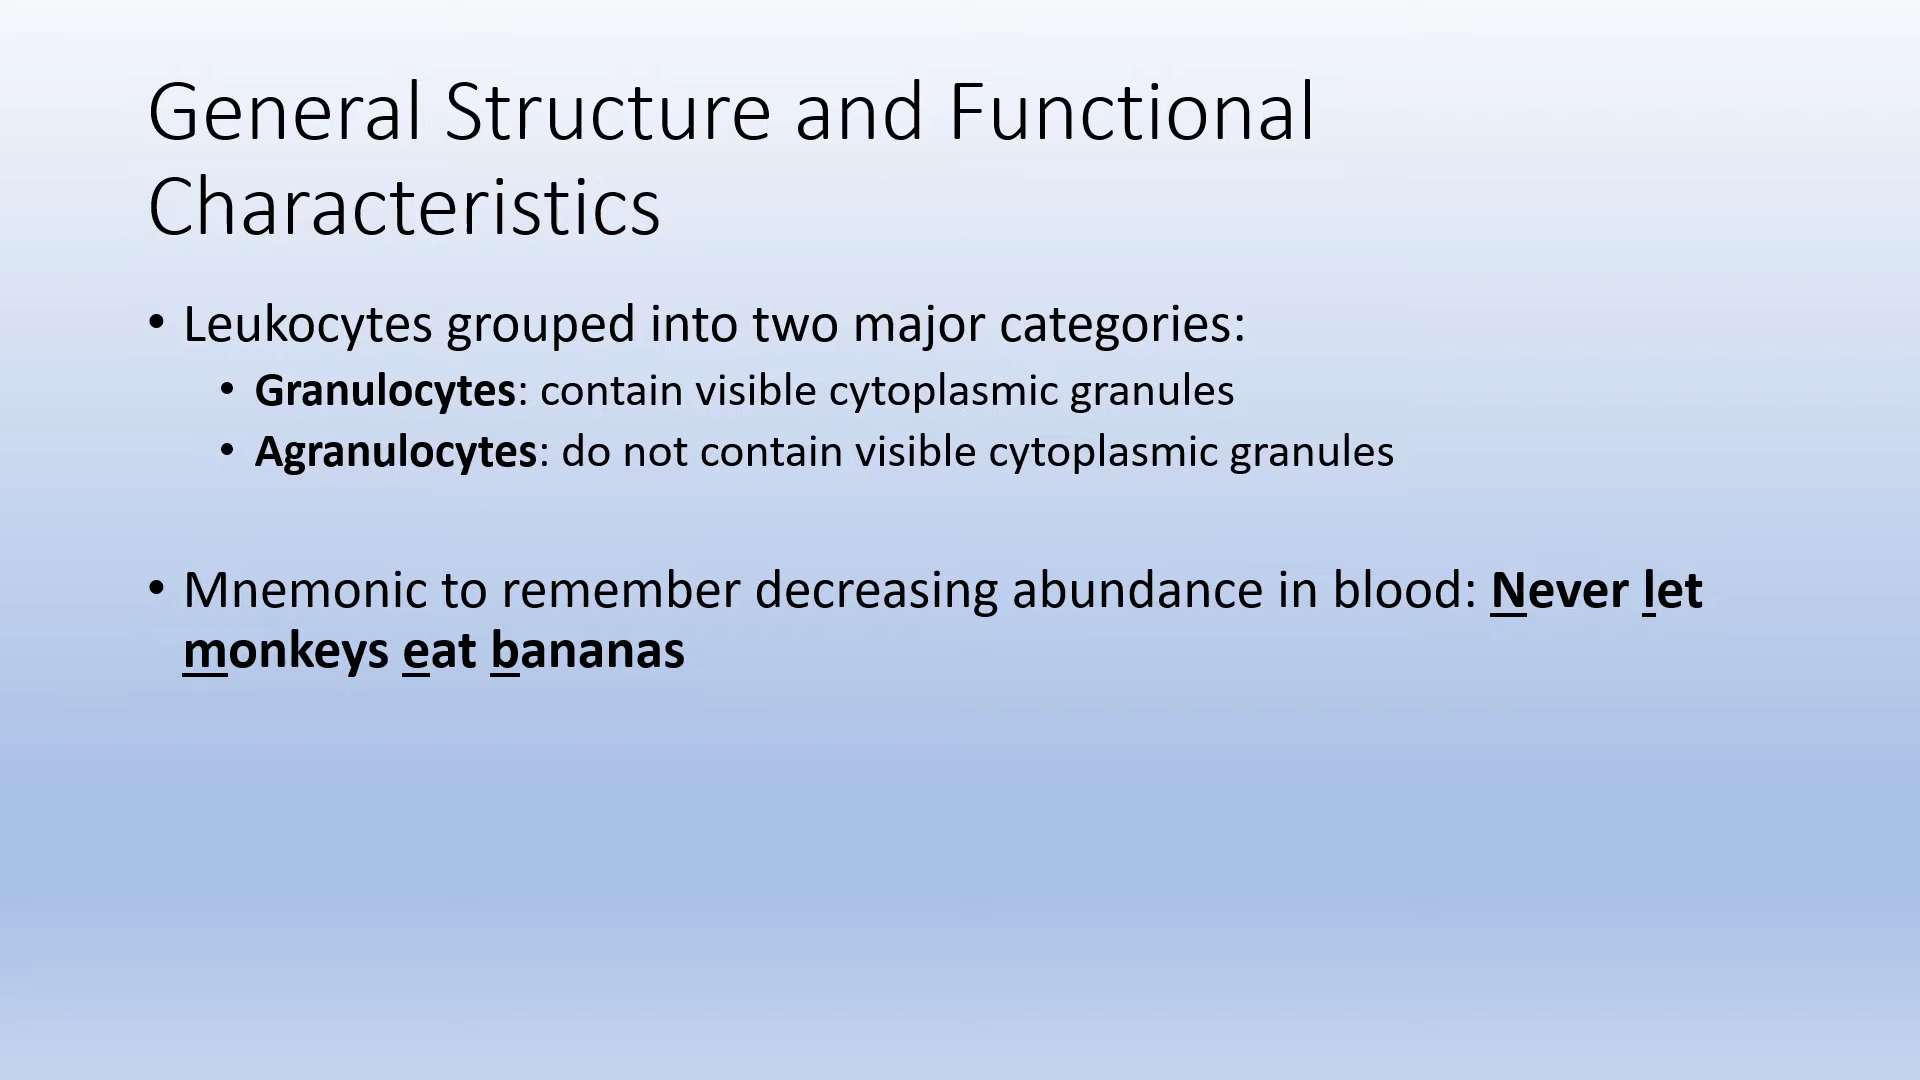 General Structure and Functional
Characteristics
• Leukocytes grouped into two major categories:
• Granulocytes: contain visible cytoplasmic granules
• Agranulocytes: do not contain visible cytoplasmic granules
• Mnemonic to remember decreasing abundance in blood: Never let
monkeys eat bananas